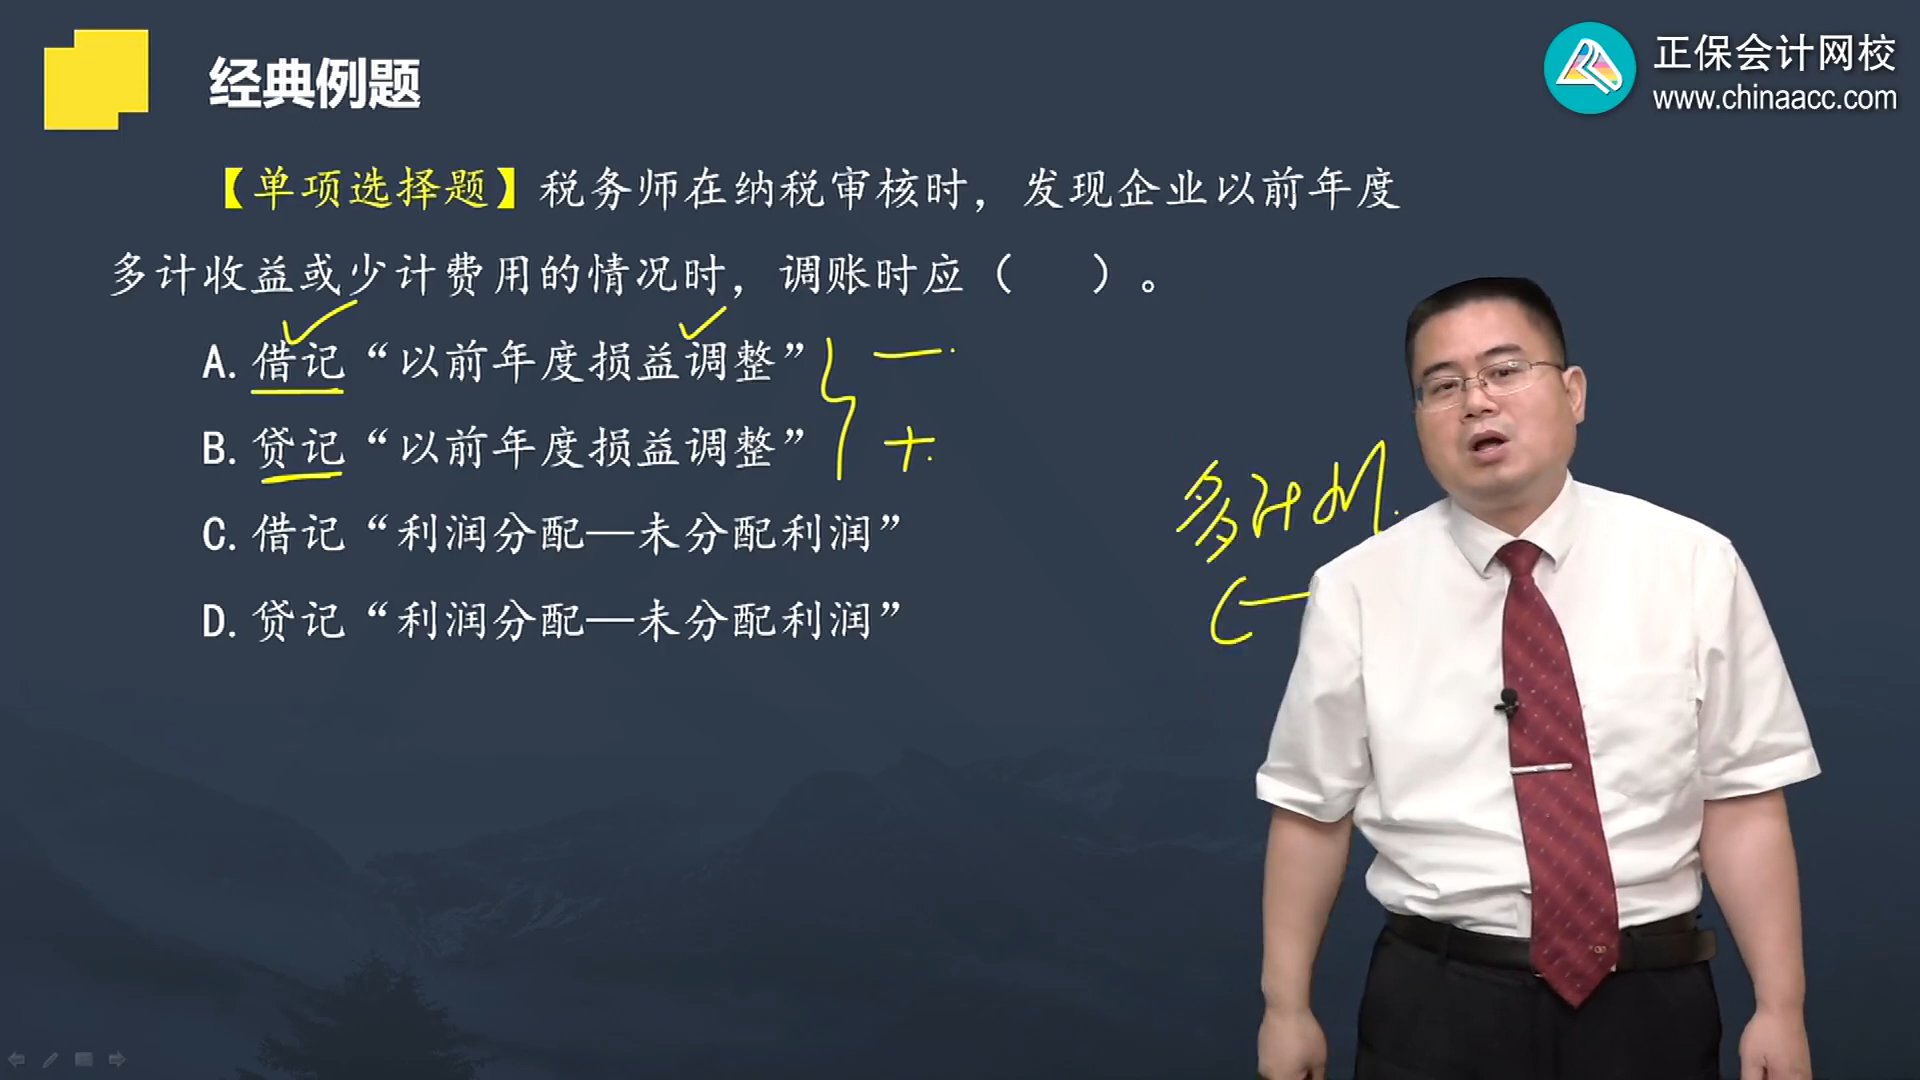 经典例题
正保会计网校
www.chinaacc.com
【单项选择题】税务师在纳税审核时，发现企业以前年度
多计收益或少计费用的情况时，调账时应（ ）。
A. 借记“以前年度损益调整”
B. 贷记“以前年度损益调整”
C. 借记“利润分配—未分配利润”
D. 贷记“利润分配—未分配利润”
多计